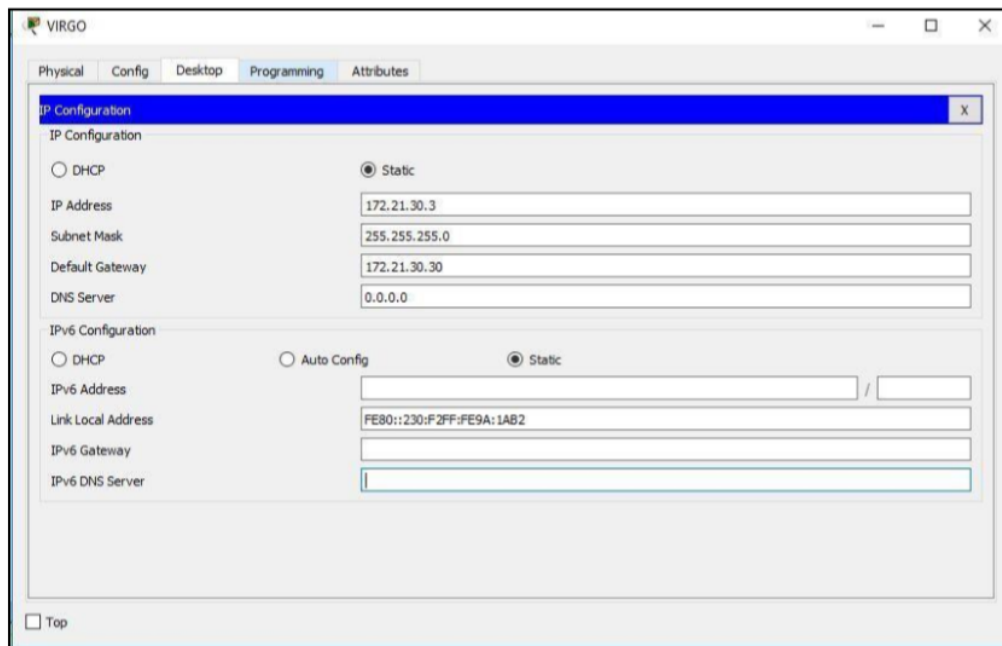 VIRGO
Physical Config Desktop Programming Attributes
IP Configuration X
IP Configuration
DHCP Static
IP Address 172.21.30.3
Subnet Mask 255.255.255.0
Default Gateway 172.21.30.30
DNS Server 0.0.0.0
IPv6 Configuration
DHCP Auto Config Static
IPv6 Address /
Link Local Address FE80::230:F2FF:FE9A:1AB2
IPv6 Gateway
IPv6 DNS Server
Top